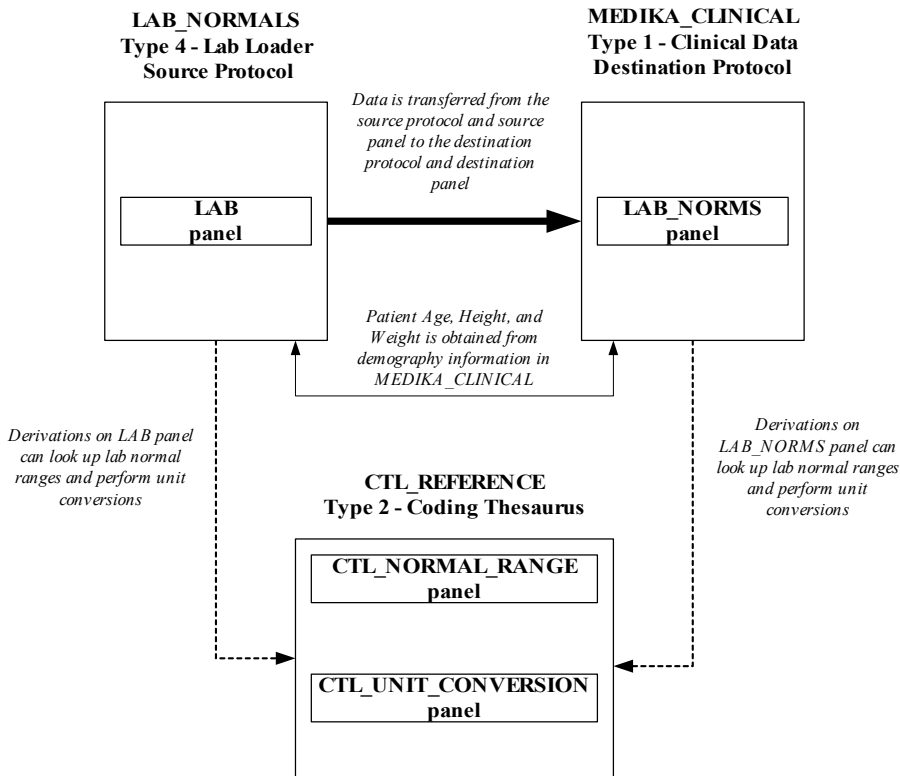 LAB_NORMALS
Type 4 - Lab Loader
Source Protocol
MEDIKA_CLINICAL
Type 1 - Clinical Data
Destination Protocol
Data is transferred from the
source protocol and source
panel to the destination
protocol and destination
panel
LAB
panel
LAB_NORMS
panel
Patient Age, Height, and
Weight is obtained from
demography information in
MEDIKA_CLINICAL
Derivations on LAB panel
can look up lab normal
ranges and perform unit
conversions
Derivations on
LAB_NORMS panel can
look up lab normal ranges
and perform unit
conversions
CTL_REFERENCE
Type 2 - Coding Thesaurus
CTL_NORMAL_RANGE
panel
CTL_UNIT_CONVERSION
panel